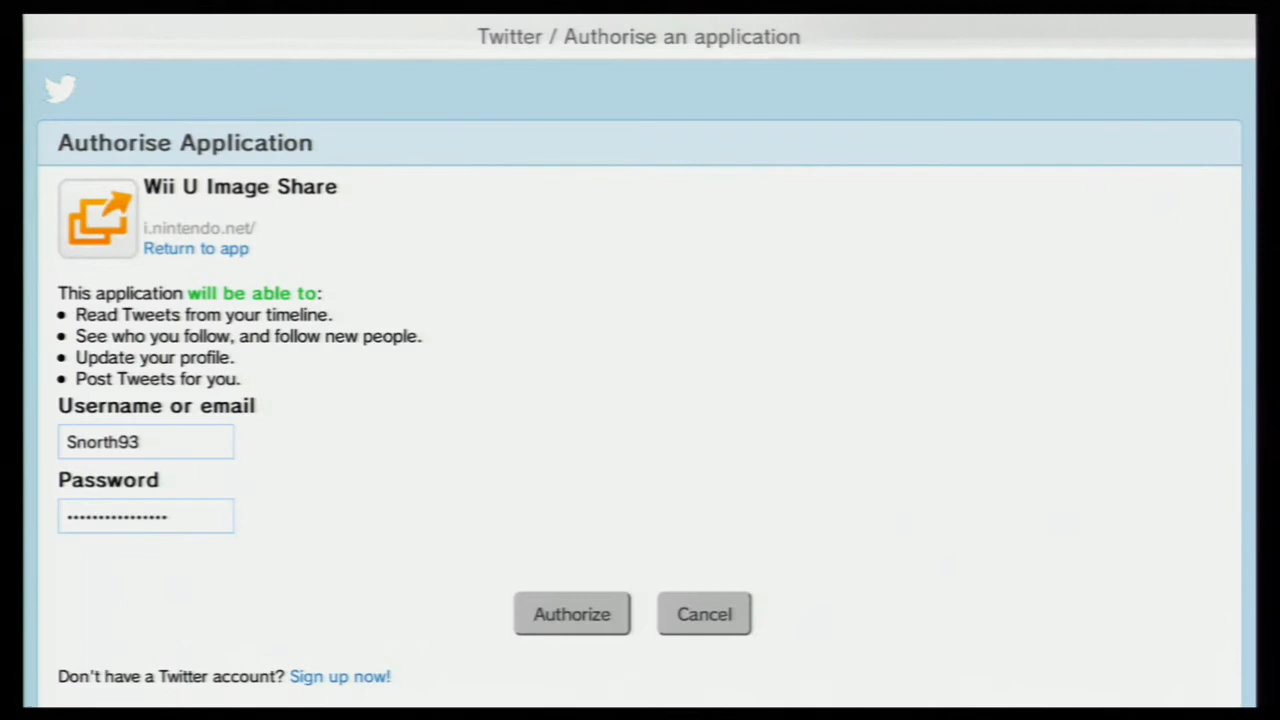 Twitter / Authorise an application
Authorise Application
Wii U Image Share
i.nintendo.net/
Return to app
This application will be able to:
• Read Tweets from your timeline.
• See who you follow, and follow new people.
• Update your profile.
• Post Tweets for you.
Username or email
Snorth93
Password
••••••••••••••••
Authorize Cancel
Don't have a Twitter account? Sign up now!